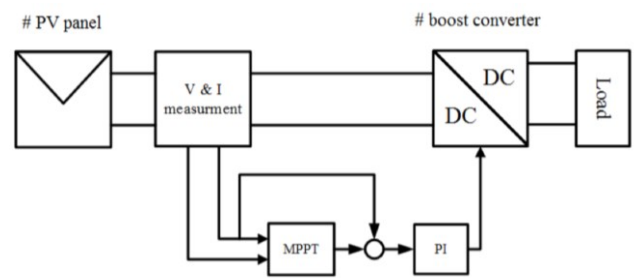 # PV panel
# boost converter
V & I
measurment
DC
DC
Load
MPPT
PI